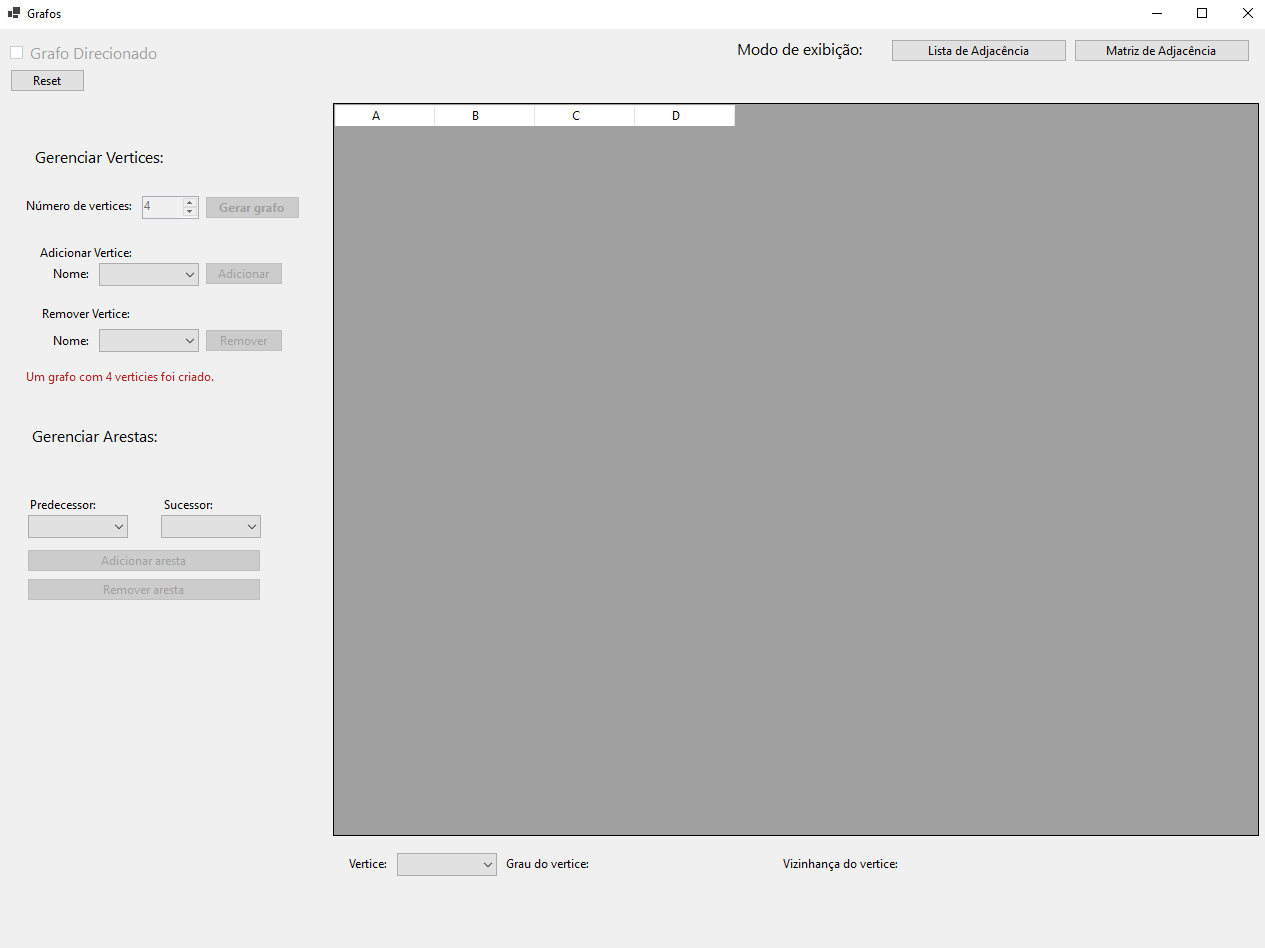 Grafos
Grafo Direcionado
Modo de exibição:
Lista de Adjacência
Matriz de Adjacência
Reset
A B C D
Gerenciar Vertices:
Número de vertices: 4 Gerar grafo
Adicionar Vertice:
Nome: Adicionar
Remover Vertice:
Nome: Remover
Um grafo com 4 verticies foi criado.
Gerenciar Arestas:
Predecessor: Sucessor:
Adicionar aresta
Remover aresta
Vertice: Grau do vertice: Vizinhança do vertice: